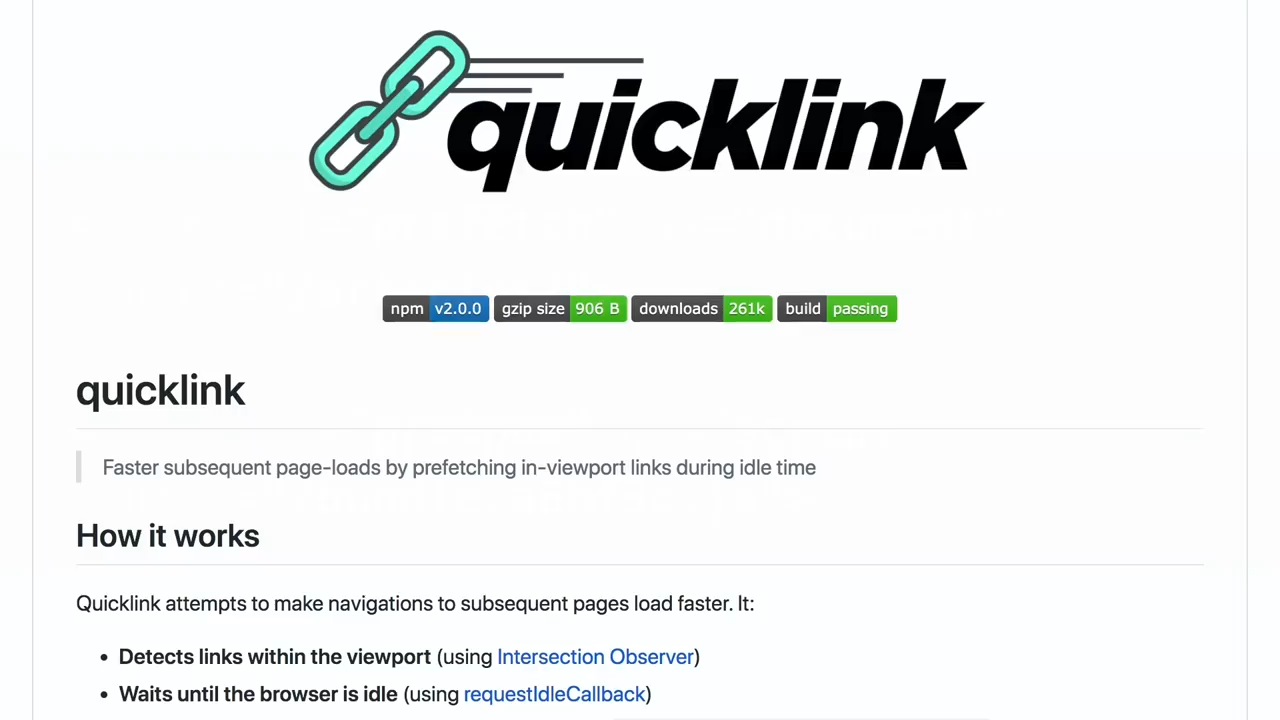 quicklink
npm v2.0.0 gzip size 906 B downloads 261k build passing
quicklink
Faster subsequent page-loads by prefetching in-viewport links during idle time
How it works
Quicklink attempts to make navigations to subsequent pages load faster. It:
• Detects links within the viewport (using Intersection Observer)
• Waits until the browser is idle (using requestIdleCallback)